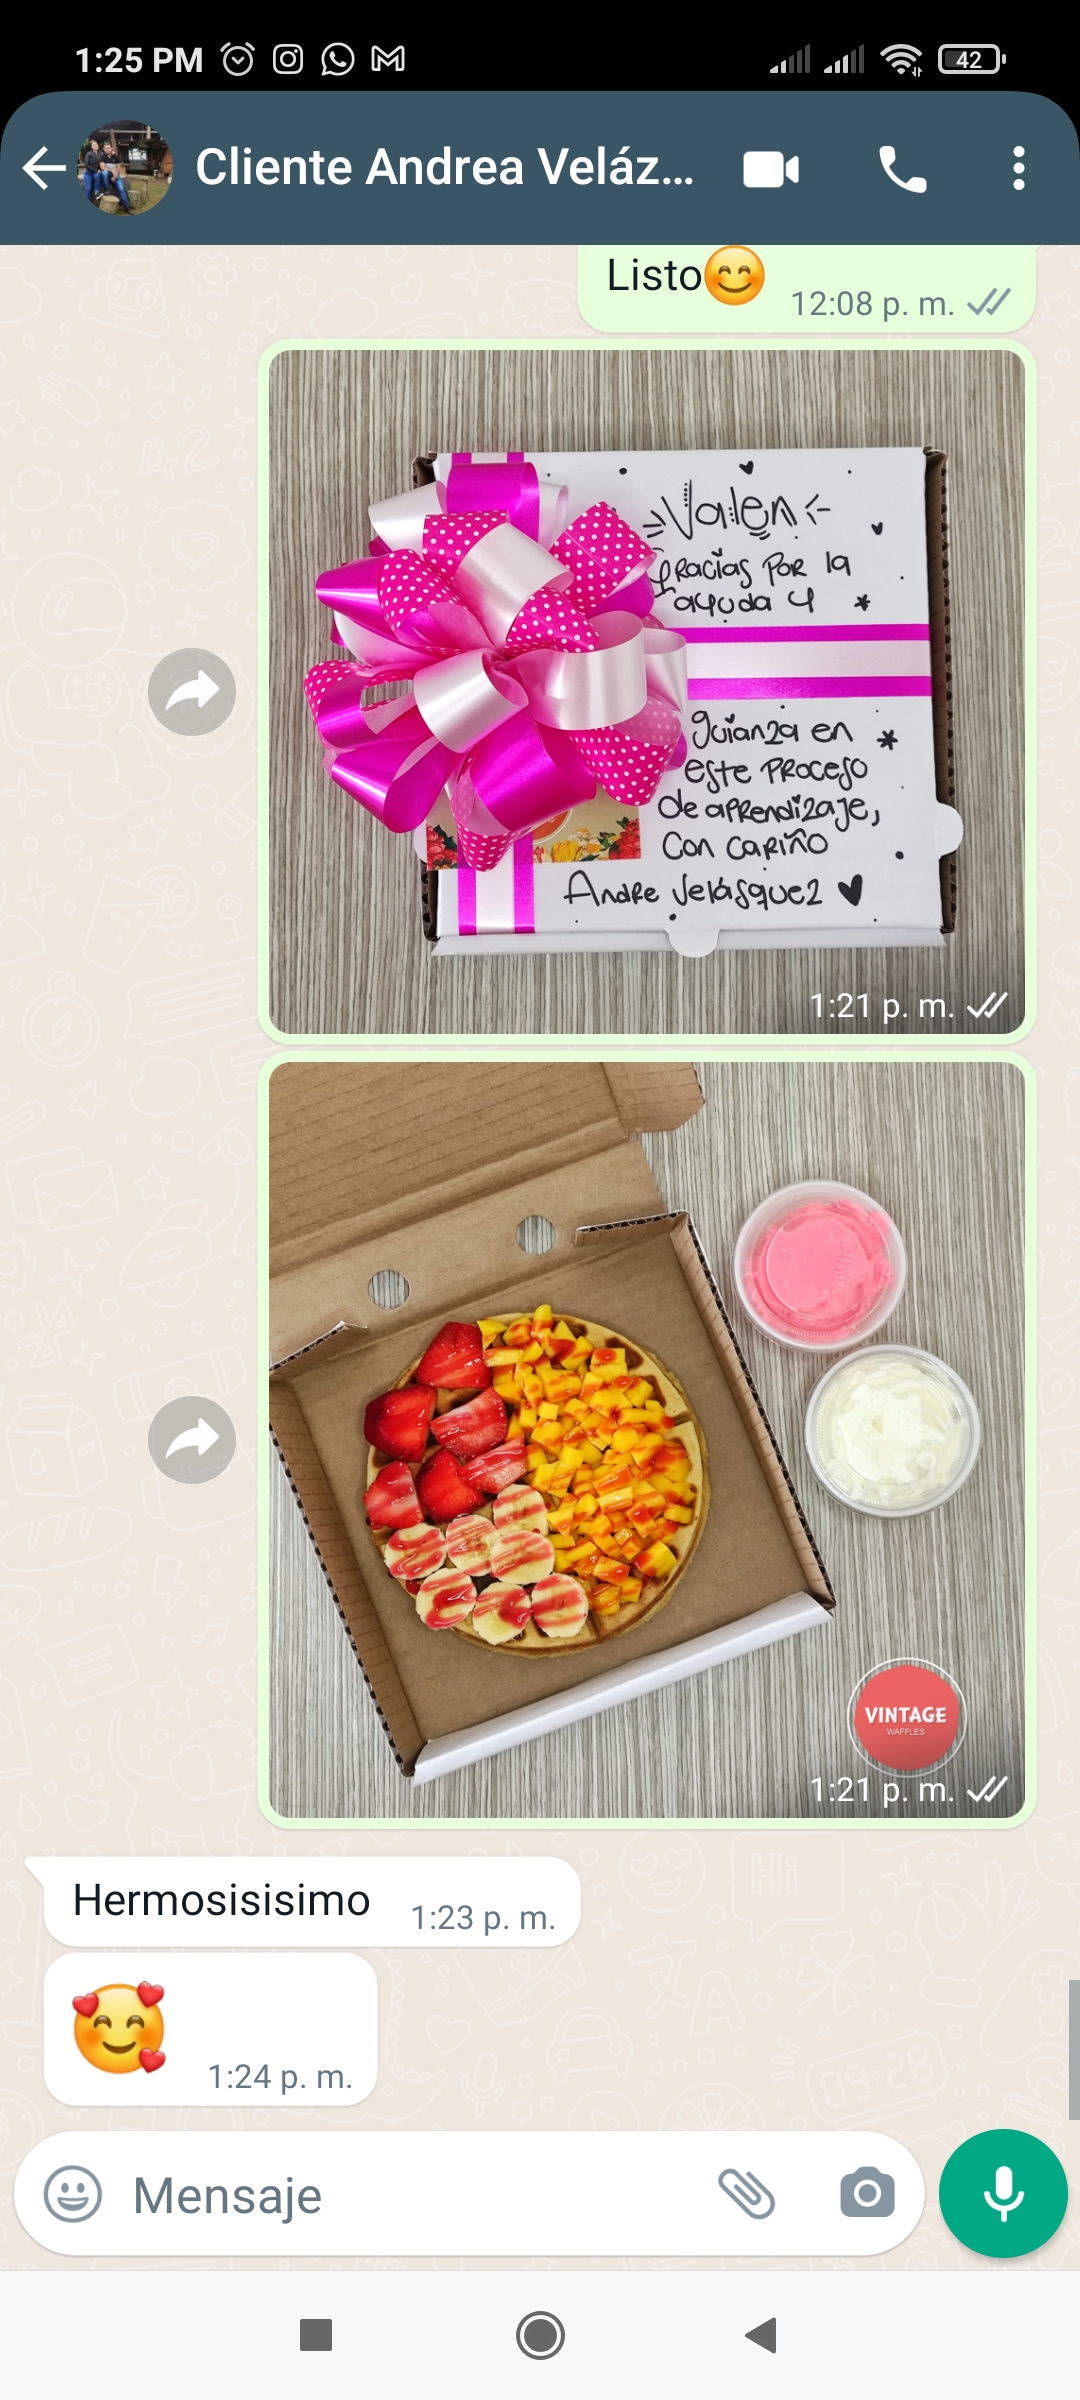 1:25 PM
42
Cliente Andrea Veláz...
Listo😊
12:08 p. m.
Valen
Gracias por la
ayuda y
guianza en
este proceso
de aprendizaje,
con cariño
Andre Velásquez
1:21 p. m.
VINTAGE
WAFFLES
1:21 p. m.
Hermosisisimo
1:23 p. m.
🥰
1:24 p. m.
Mensaje